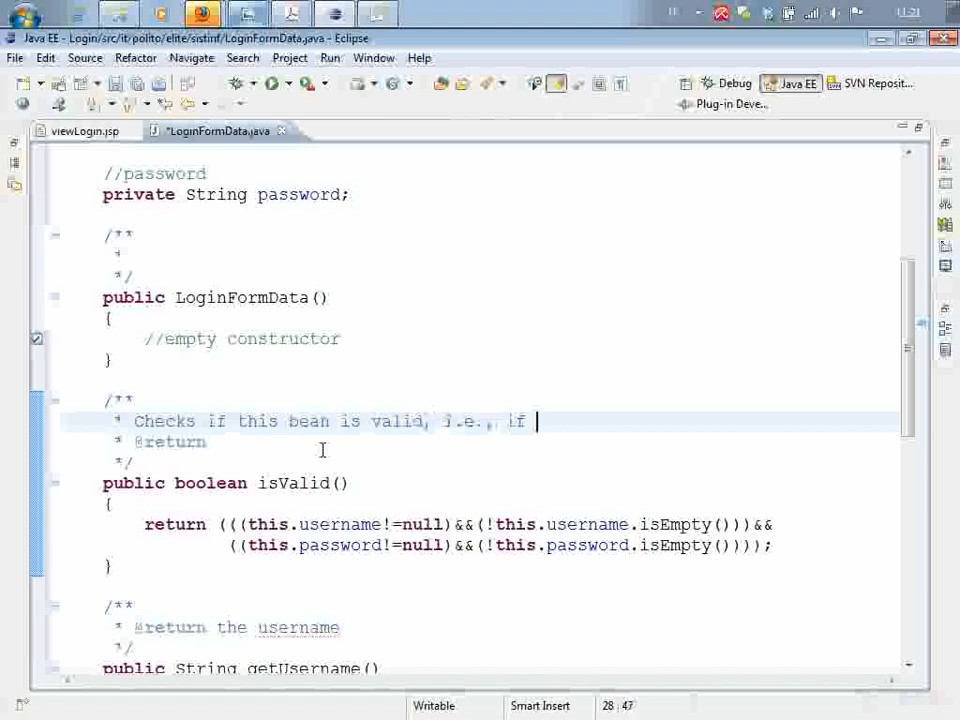 11:21
Java EE - Login/src/it/polito/elite/sistinf/LoginFormData.java - Eclipse
File Edit Source Refactor Navigate Search Project Run Window Help
Debug Java EE SVN Reposit...
Plug-in Deve...
viewLogin.jsp *LoginFormData.java
//password
private String password;
/**
*
*/
public LoginFormData()
{
//empty constructor
}
/**
* Checks if this bean is valid, i.e., if
* @return
*/
public boolean isValid()
{
return (((this.username!=null)&&(!this.username.isEmpty()))&&
((this.password!=null)&&(!this.password.isEmpty())));
}
/**
* @return the username
*/
public String getUsername()
Writable Smart Insert 28 : 47